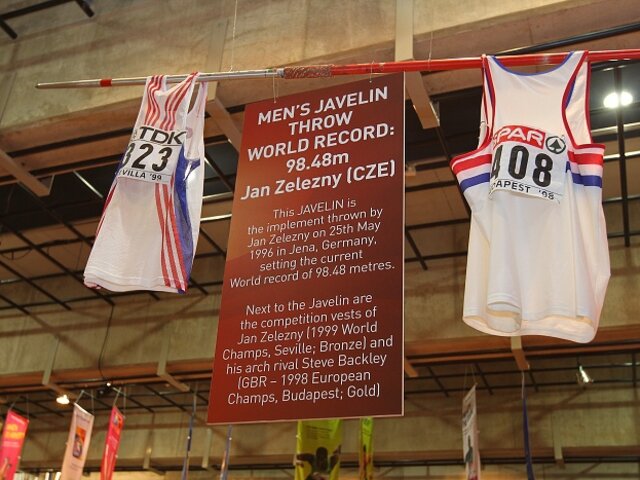 MEN'S JAVELIN
THROW
WORLD RECORD:
98.48m
Jan Zelezny (CZE)
This JAVELIN is
the implement thrown by
Jan Zelezny on 25th May
1996 in Jena, Germany,
setting the current
World record of 98.48 metres.
Next to the Javelin are
the competition vests of
Jan Zelezny (1999 World
Champs, Seville; Bronze) and
his arch rival Steve Backley
(GBR – 1998 European
Champs, Budapest; Gold)
TDK
323
EVILLA '99
SPAR
408
APEST '98